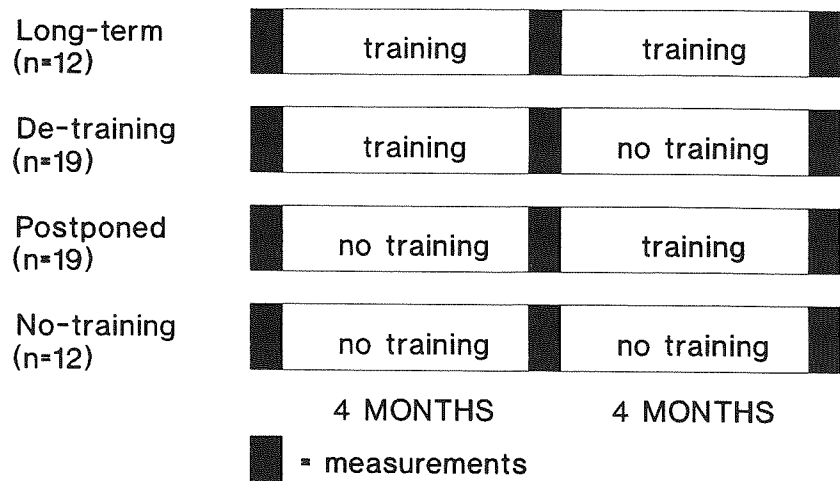 Long-term
(n=12)
training training
De-training
(n=19)
training no training
Postponed
(n=19)
no training training
No-training
(n=12)
no training no training
4 MONTHS 4 MONTHS
= measurements